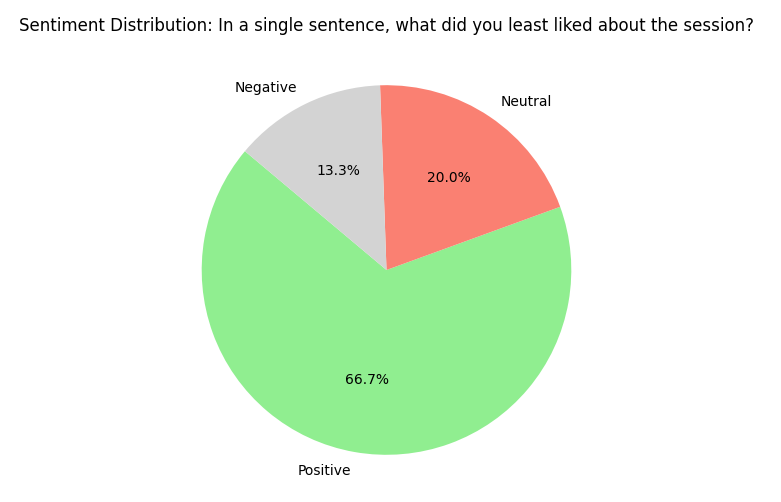 Sentiment Distribution: In a single sentence, what did you least liked about the session?
Negative
Neutral
13.3%
20.0%
66.7%
Positive